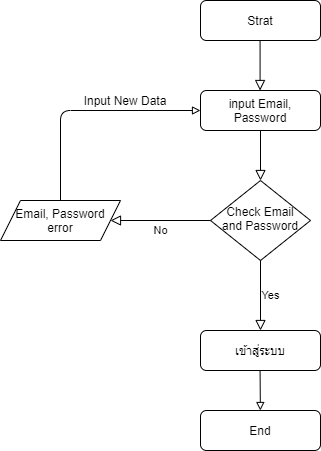 Strat
Input New Data
input Email,
Password
Email, Password
error
No
Check Email
and Password
Yes
เข้าสู่ระบบ
End